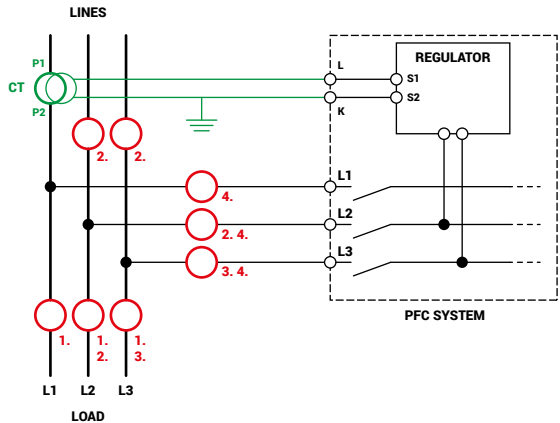 LINES
P1
CT
P2
L
K
REGULATOR
S1
S2
2.
2.
4.
L1
2. 4.
L2
3. 4.
L3
PFC SYSTEM
1.
1.
2.
1.
3.
L1
L2
L3
LOAD